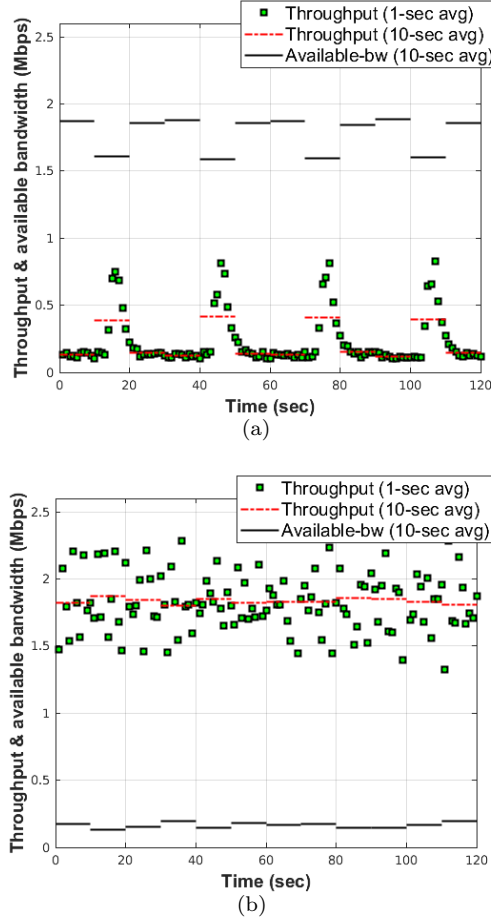 Throughput (1-sec avg)
Throughput (10-sec avg)
Available-bw (10-sec avg)
Throughput & available bandwidth (Mbps)
2.5
2
1.5
1
0.5
0
0 20 40 60 80 100 120
Time (sec)
(a)
Throughput (1-sec avg)
Throughput (10-sec avg)
Available-bw (10-sec avg)
Throughput & available bandwidth (Mbps)
2.5
2
1.5
1
0.5
0
0 20 40 60 80 100 120
Time (sec)
(b)